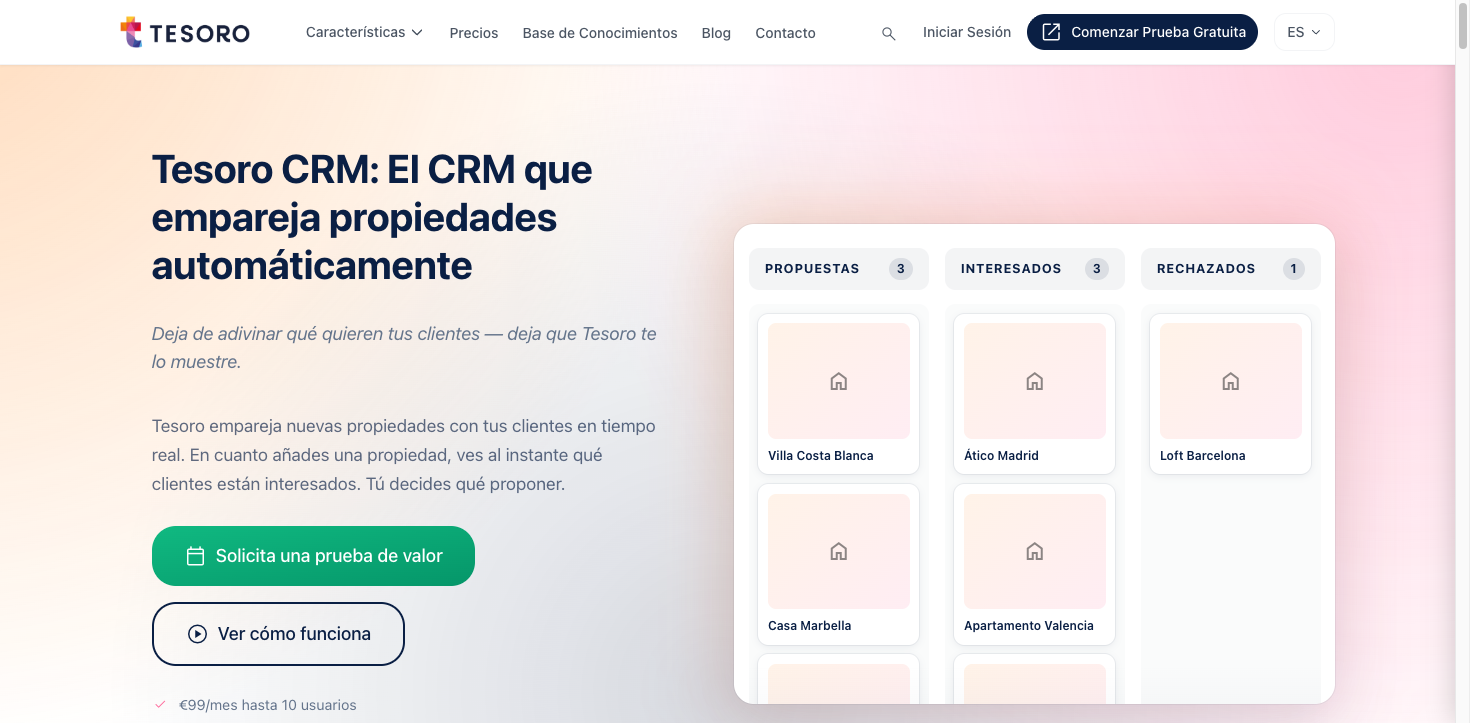 TESORO
Características
Precios
Base de Conocimientos
Blog
Contacto
Iniciar Sesión
Comenzar Prueba Gratuita
ES
Tesoro CRM: El CRM que
empareja propiedades
automáticamente
Deja de adivinar qué quieren tus clientes — deja que Tesoro te
lo muestre.
Tesoro empareja nuevas propiedades con tus clientes en tiempo
real. En cuanto añades una propiedad, ves al instante qué
clientes están interesados. Tú decides qué proponer.
Solicita una prueba de valor
Ver cómo funciona
€99/mes hasta 10 usuarios
PROPUESTAS 3
INTERESADOS 3
RECHAZADOS 1
Villa Costa Blanca
Ático Madrid
Loft Barcelona
Casa Marbella
Apartamento Valencia